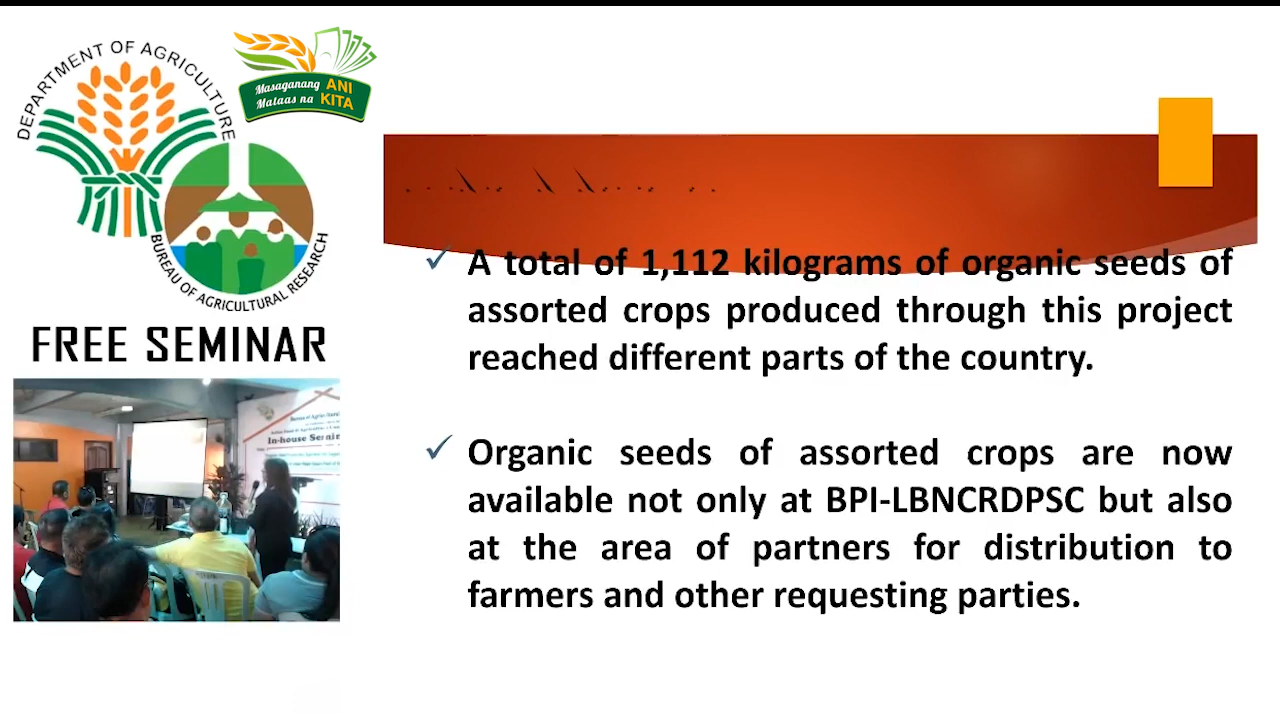 DEPARTMENT OF AGRICULTURE
Masaganang ANI
Mataas na KITA
BUREAU OF AGRICULTURAL RESEARCH
FREE SEMINAR
In-house Semin
✓ A total of 1,112 kilograms of organic seeds of
assorted crops produced through this project
reached different parts of the country.
✓ Organic seeds of assorted crops are now
available not only at BPI-LBNCRDPSC but also
at the area of partners for distribution to
farmers and other requesting parties.